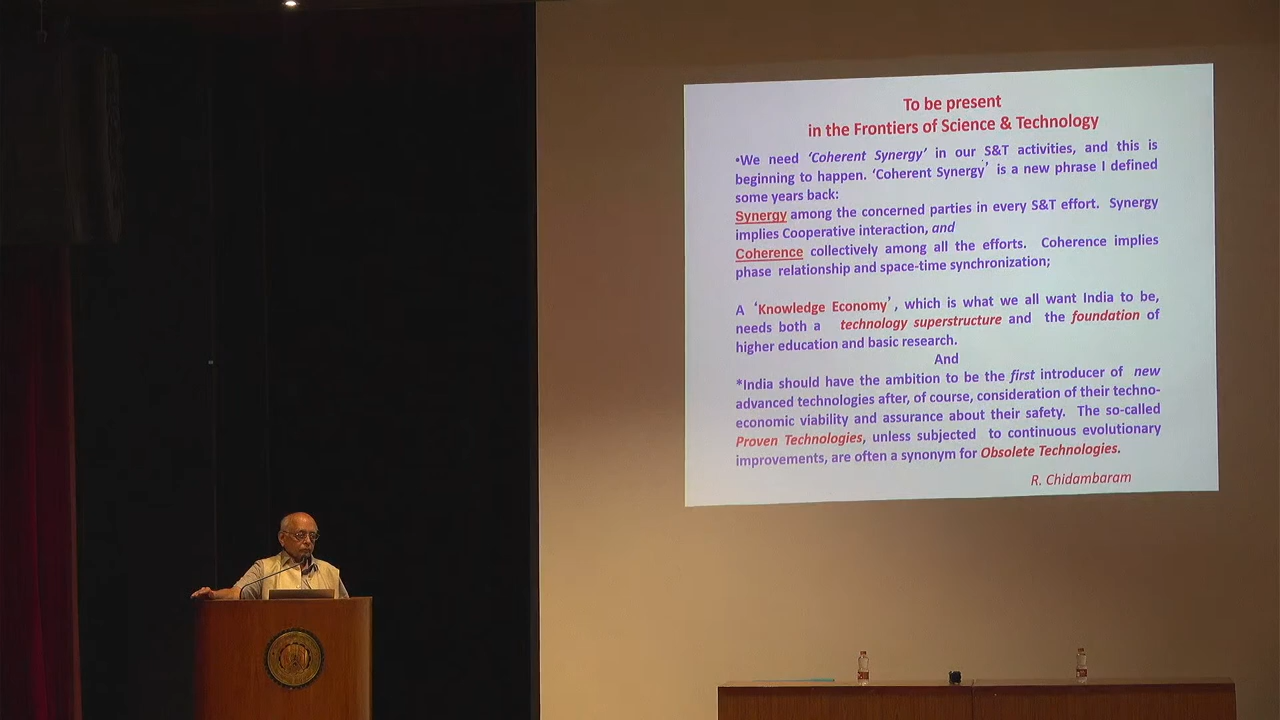 To be present
in the Frontiers of Science & Technology
•We need ‘Coherent Synergy’ in our S&T activities, and this is
beginning to happen. ‘Coherent Synergy’ is a new phrase I defined
some years back:
Synergy among the concerned parties in every S&T effort. Synergy
implies Cooperative interaction, and
Coherence collectively among all the efforts. Coherence implies
phase relationship and space-time synchronization;
A ‘Knowledge Economy’, which is what we all want India to be,
needs both a technology superstructure and the foundation of
higher education and basic research.
And
*India should have the ambition to be the first introducer of new
advanced technologies after, of course, consideration of their techno-
economic viability and assurance about their safety. The so-called
Proven Technologies, unless subjected to continuous evolutionary
improvements, are often a synonym for Obsolete Technologies.
R. Chidambaram